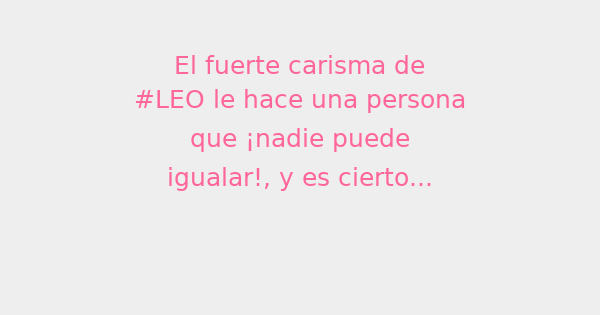 El fuerte carisma de
#LEO le hace una persona
que ¡nadie puede
igualar!, y es cierto...